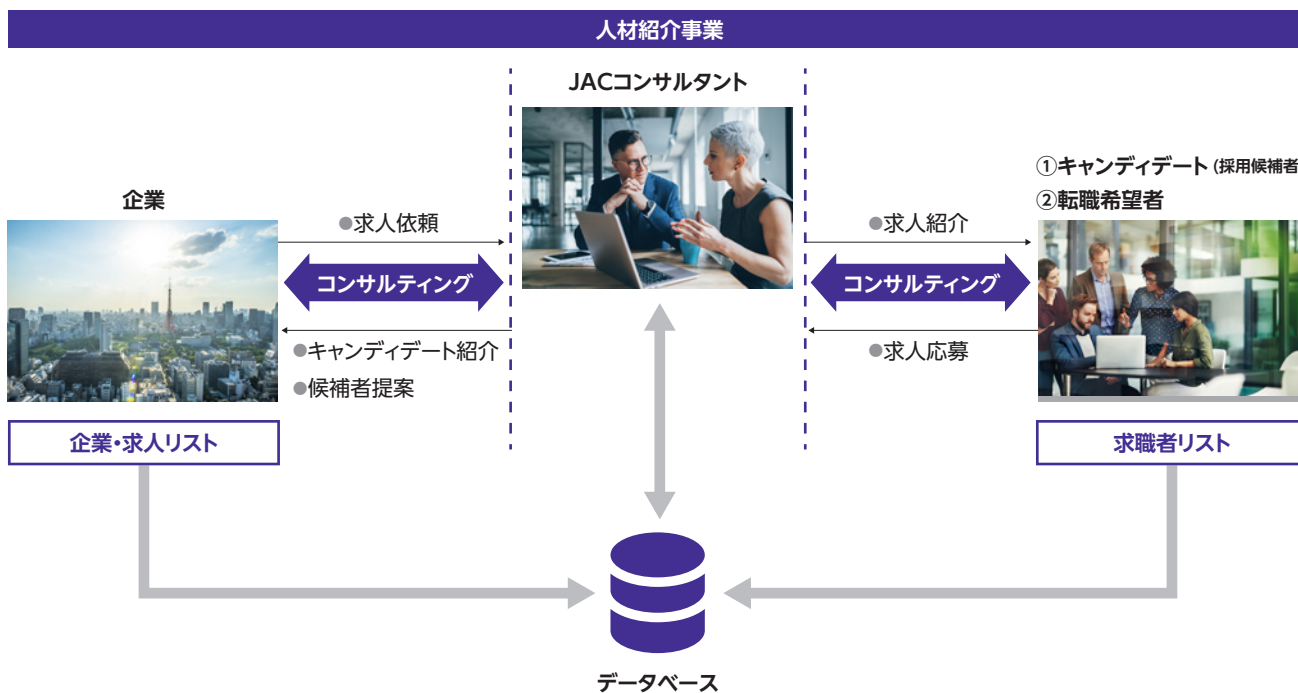 人材紹介事業
JACコンサルタント
企業
①キャンディデート(採用候補者
②転職希望者
●求人依頼
コンサルティング
●キャンディデート紹介
●候補者提案
●求人紹介
コンサルティング
●求人応募
企業・求人リスト
求職者リスト
データベース